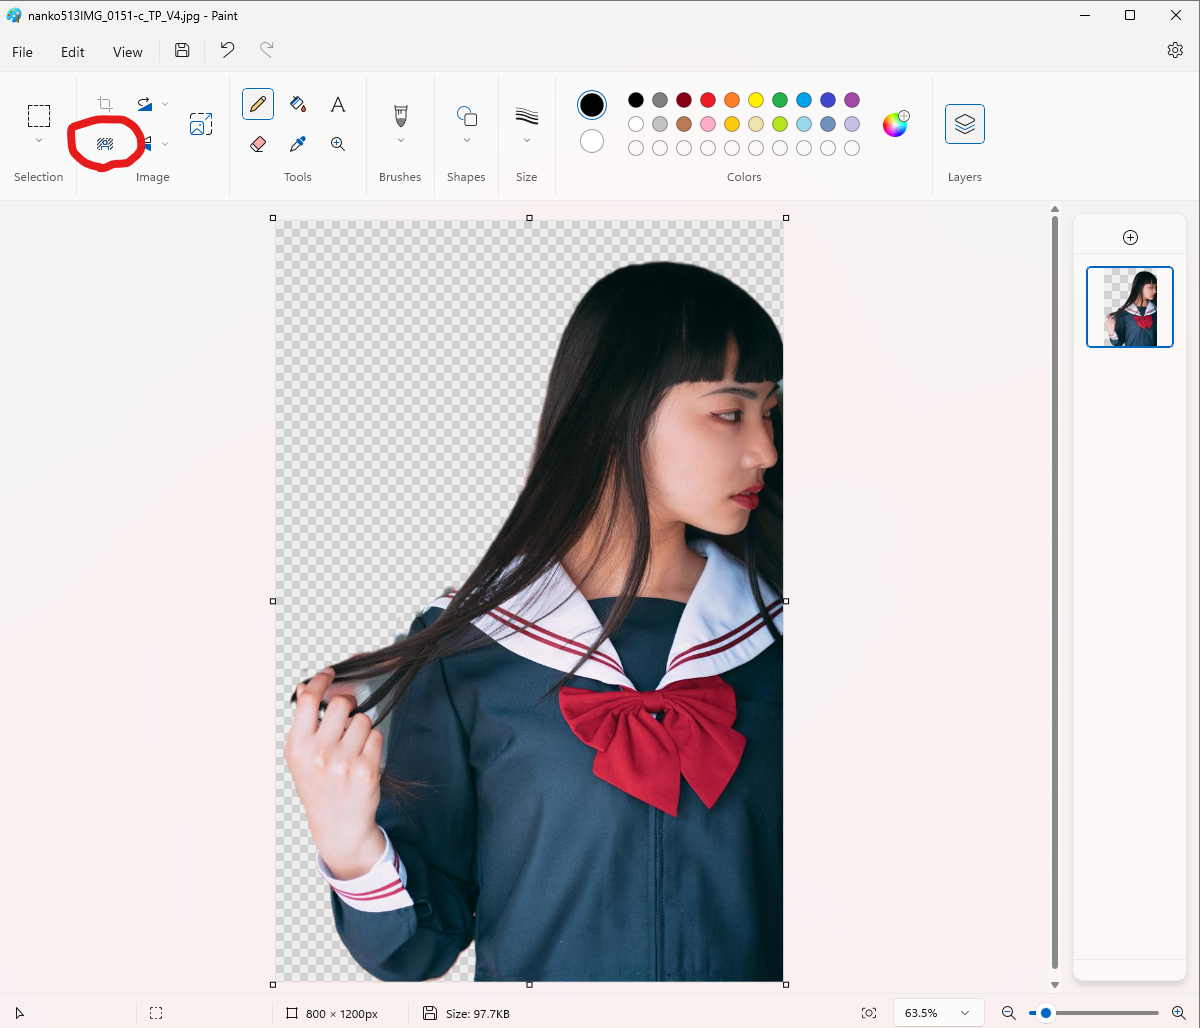 nanko513IMG_0151-c_TP_V4.jpg - Paint
File Edit View
Selection Image Tools Brushes Shapes Size Colors Layers
800 × 1200px Size: 97.7KB 63.5%